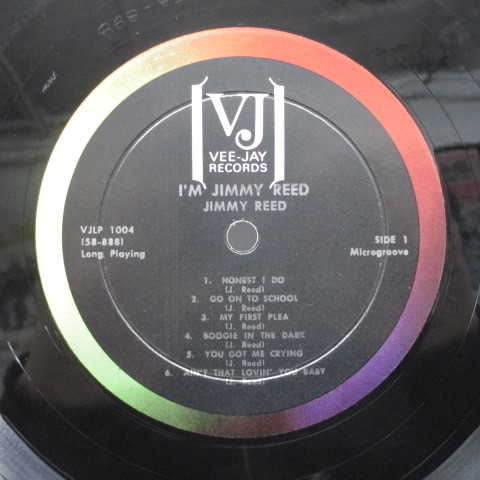 VJ
VEE-JAY
RECORDS
I'M JIMMY REED
JIMMY REED
VJLP 1004
(58-888)
Long Playing
SIDE 1
Microgroove
1. HONEST I DO
(J. Reed)
2. GO ON TO SCHOOL
(J. Reed)
3. MY FIRST PLEA
(J. Reed)
4. BOOGIE IN THE DARK
(J. Reed)
5. YOU GOT ME CRYING
(J. Reed)
6. AIN'T THAT LOVIN' YOU BABY
(J. Reed)